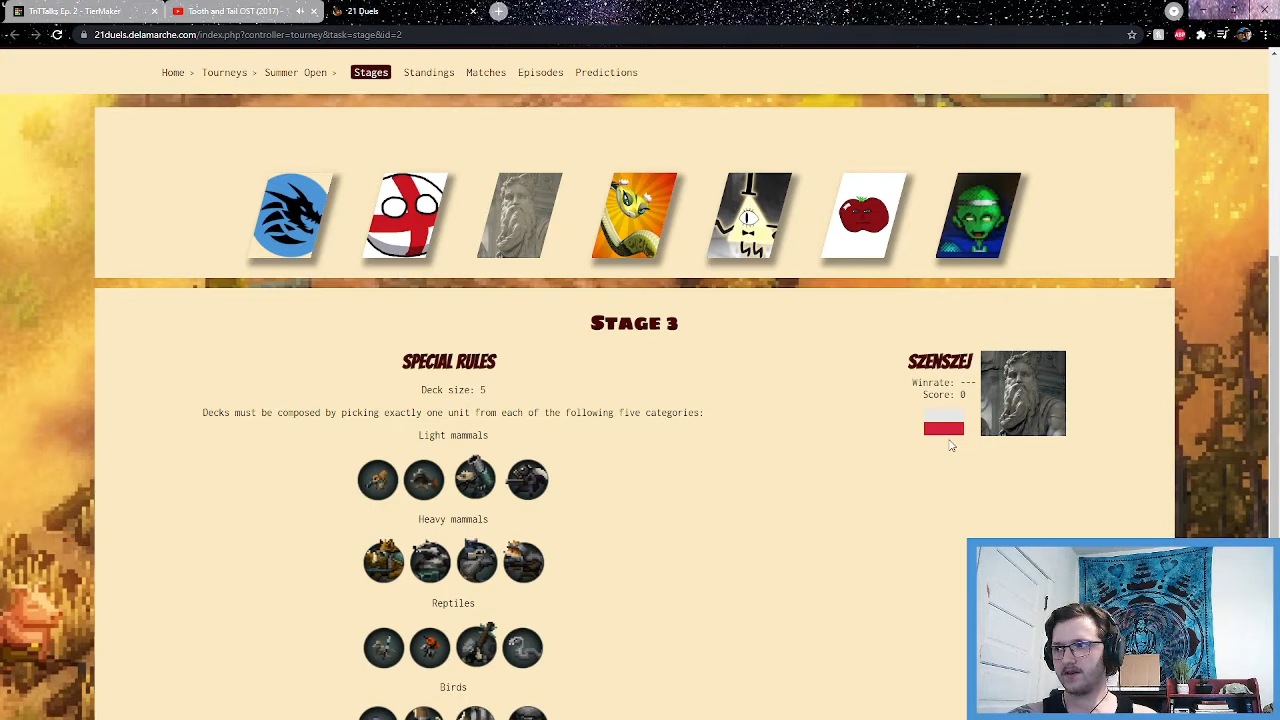 TnTTalks Ep. 2 - TierMaker
Tooth and Tail OST (2017) -
'21 Duels
21duels.delamarche.com/index.php?controller=tourney&task=stage&id=2
Home > Tourneys > Summer Open > Stages Standings Matches Episodes Predictions
Stage 3
SPECIAL RULES
Deck size: 5
Decks must be composed by picking exactly one unit from each of the following five categories:
Light mammals
Heavy mammals
Reptiles
Birds
SZENSZEJ
Winrate: ---
Score: 0